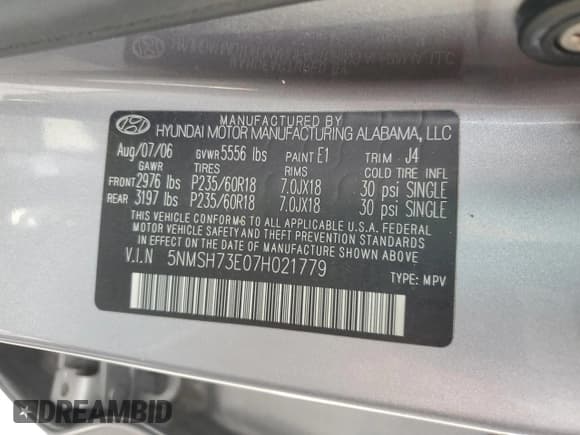 MANUFACTURED BY
HYUNDAI MOTOR MANUFACTURING ALABAMA, LLC
Aug/07/06 GVWR 5556 lbs PAINT E1 TRIM J4
GAWR TIRES RIMS COLD TIRE INFL
FRONT 2976 lbs P235/60R18 7.0JX18 30 psi SINGLE
REAR 3197 lbs P235/60R18 7.0JX18 30 psi SINGLE
THIS VEHICLE CONFORMS TO ALL APPLICABLE U.S.A. FEDERAL
MOTOR VEHICLE SAFETY AND THEFT PREVENTION STANDARDS
IN EFFECT ON THE DATE OF MANUFACTURE SHOWN ABOVE.
V.I.N 5NMSH73E07H021779
TYPE: MPV
DREAMBID